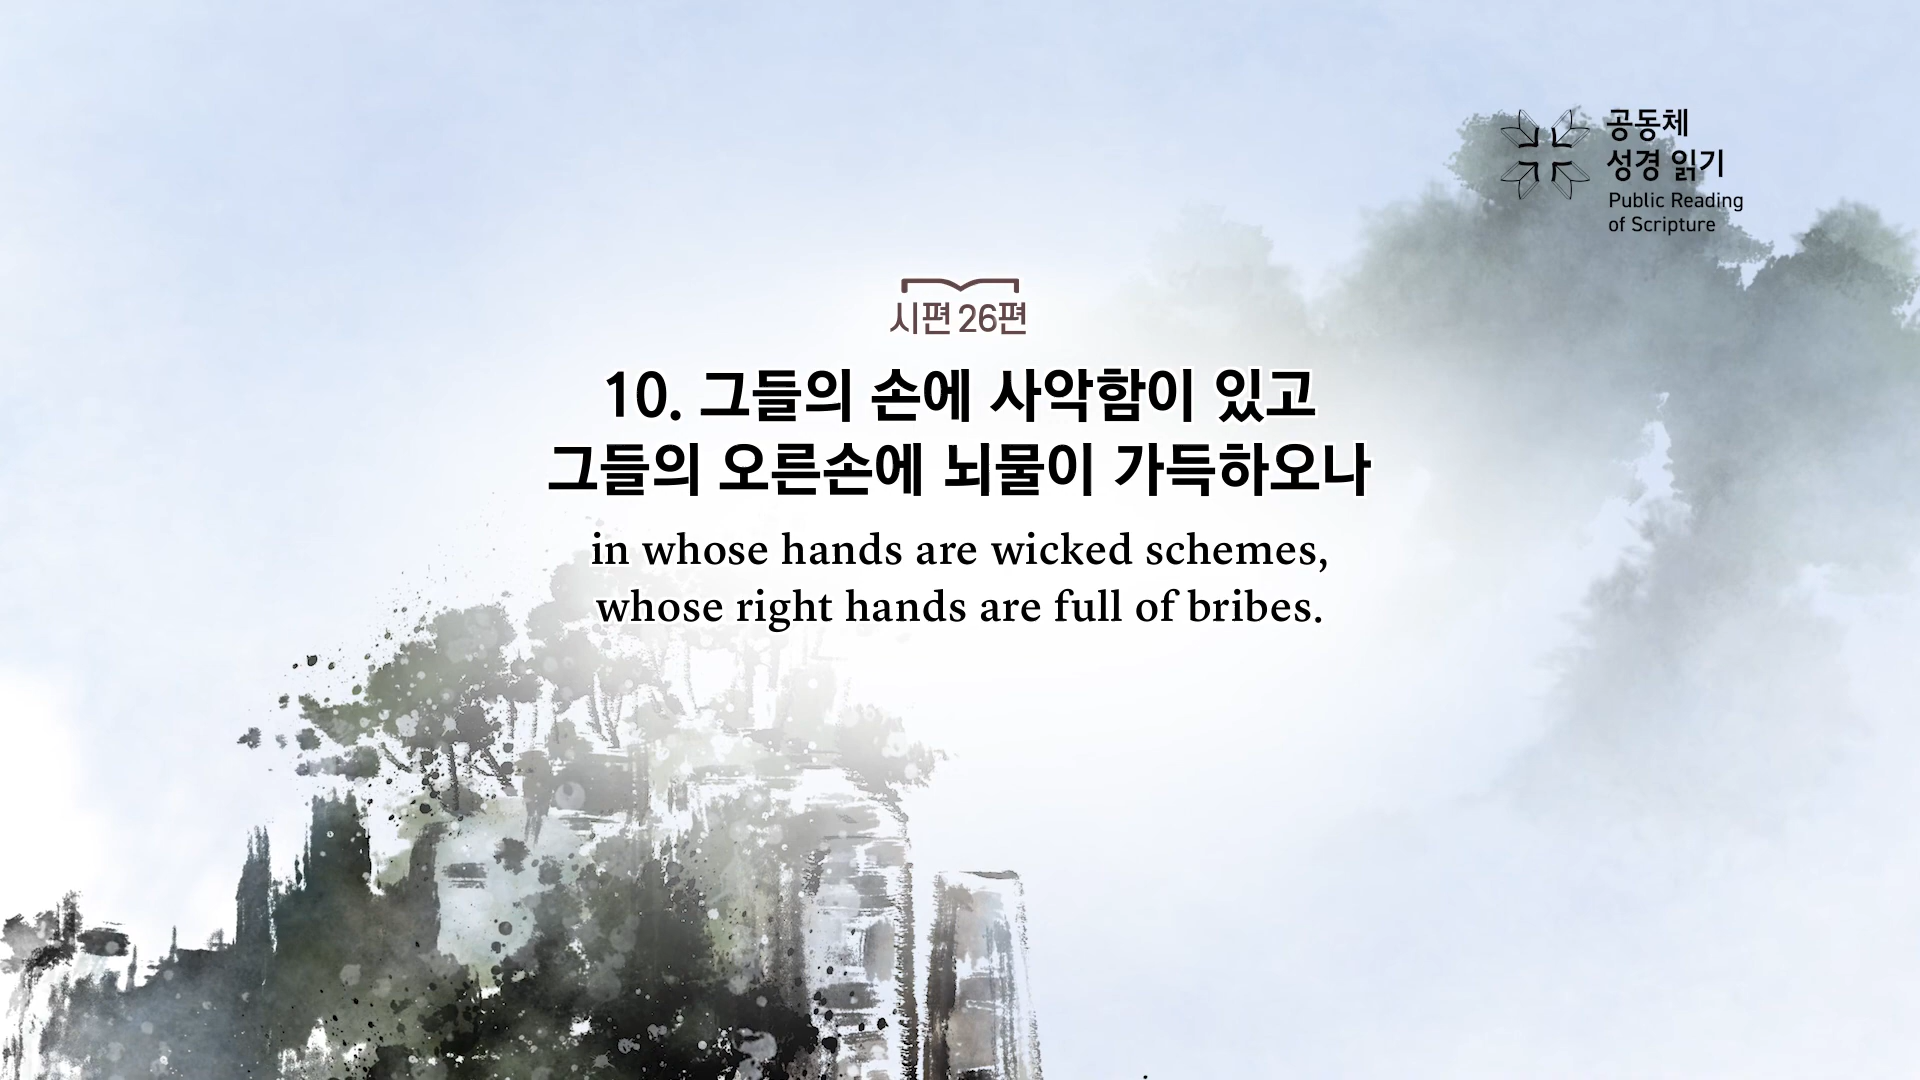 공동체
성경 읽기
Public Reading
of Scripture
시편 26편
10. 그들의 손에 사악함이 있고
그들의 오른손에 뇌물이 가득하오나
in whose hands are wicked schemes,
whose right hands are full of bribes.